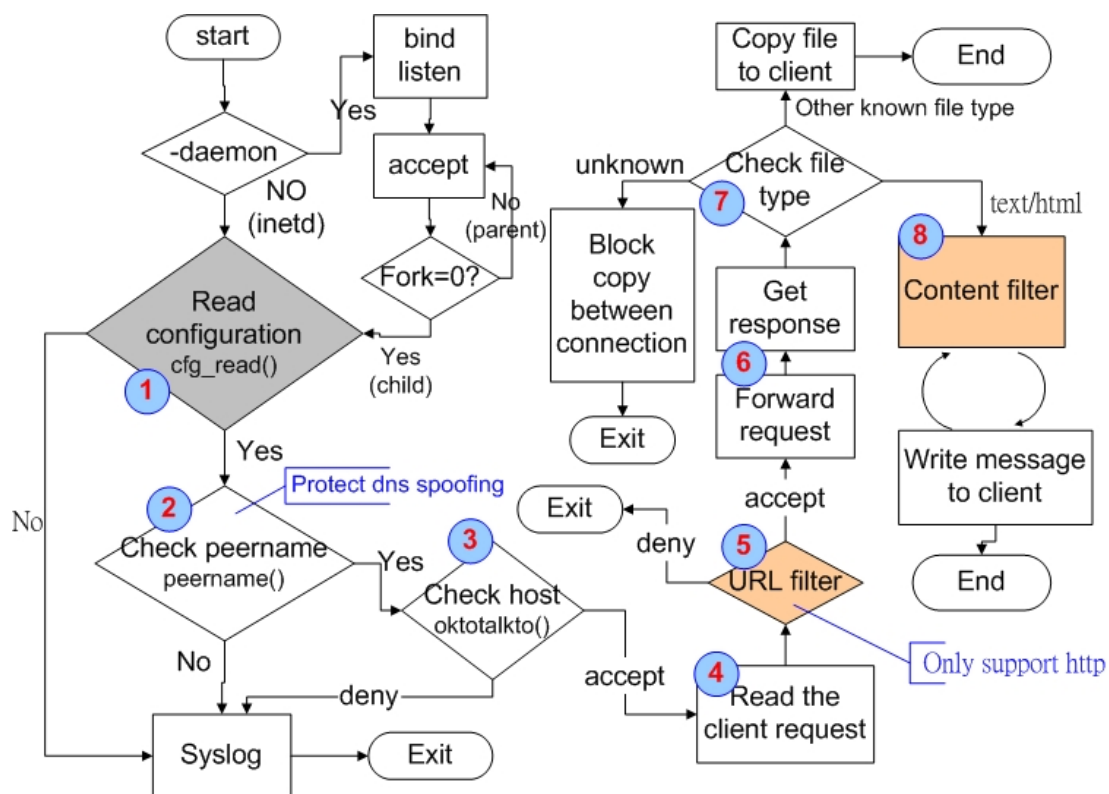 start
bind
listen
Yes
-daemon
accept
NO
(inetd)
No
(parent)
Fork=0?
Read
configuration
cfg_read()
1
Yes
(child)
Yes
No
Protect dns spoofing
2
Check peername
peername()
Yes
3
Check host
oktotalkto()
No
deny
accept
Syslog
Exit
4
Read the
client request
5
URL filter
Only support http
deny
Exit
accept
6
Forward
request
Get
response
7
Check file
type
unknown
Block
copy
between
connection
Exit
Other known file type
Copy file
to client
End
text/html
8
Content filter
Write message
to client
End